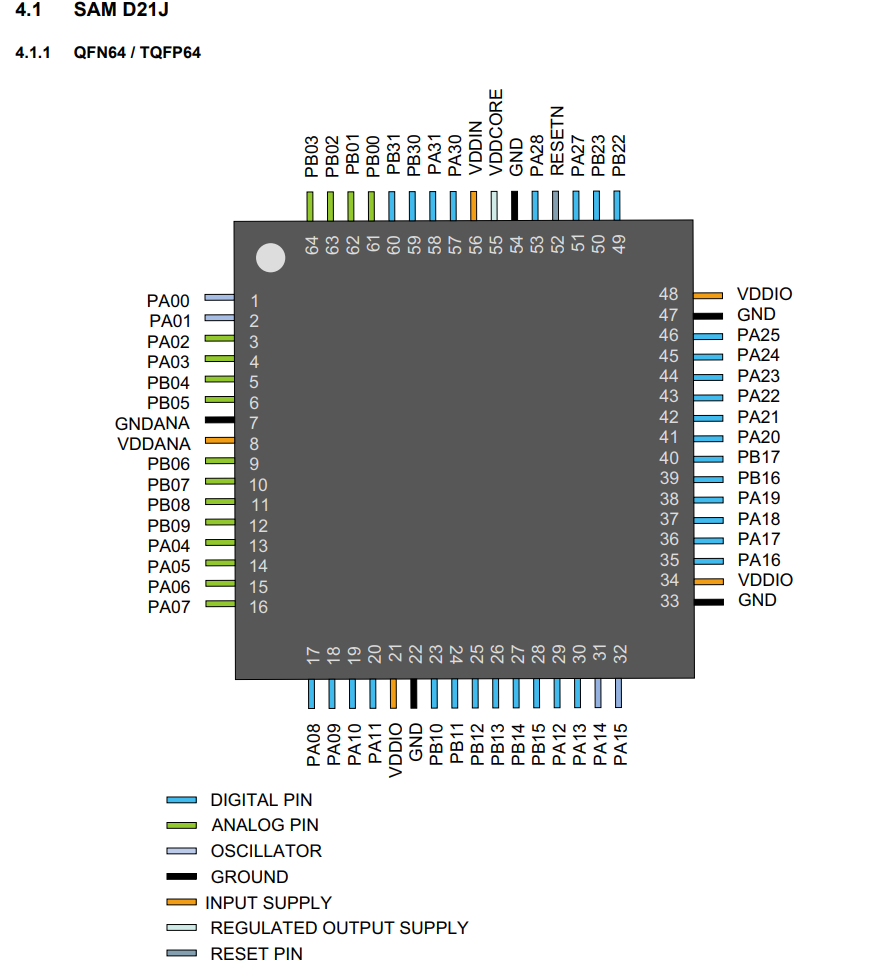 4.1 SAM D21J
4.1.1 QFN64 / TQFP64
PB03 PB02 PB01 PB00 PB31 PB30 PA31 PA30 VDDIN VDDCORE GND PA28 RESETN PA27 PB23 PB22
64 63 62 61 60 59 58 57 56 55 54 53 52 51 50 49
PA00 1 48 VDDIO
PA01 2 47 GND
PA02 3 46 PA25
PA03 4 45 PA24
PB04 5 44 PA23
PB05 6 43 PA22
GNDANA 7 42 PA21
VDDANA 8 41 PA20
PB06 9 40 PB17
PB07 10 39 PB16
PB08 11 38 PA19
PB09 12 37 PA18
PA04 13 36 PA17
PA05 14 35 PA16
PA06 15 34 VDDIO
PA07 16 33 GND
17 18 19 20 21 22 23 24 25 26 27 28 29 30 31 32
PA08 PA09 PA10 PA11 VDDIO GND PB10 PB11 PB12 PB13 PB14 PB15 PA12 PA13 PA14 PA15
DIGITAL PIN
ANALOG PIN
OSCILLATOR
GROUND
INPUT SUPPLY
REGULATED OUTPUT SUPPLY
RESET PIN